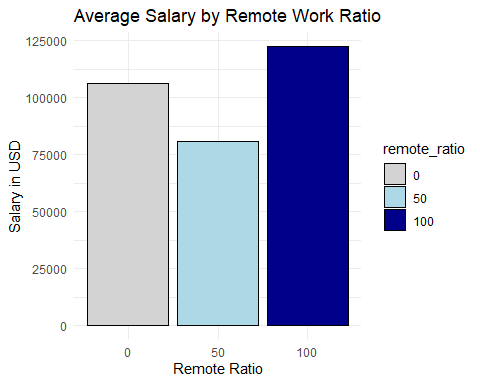 Average Salary by Remote Work Ratio
125000
100000
75000
50000
25000
0
Salary in USD
0 50 100
Remote Ratio
remote_ratio
0
50
100